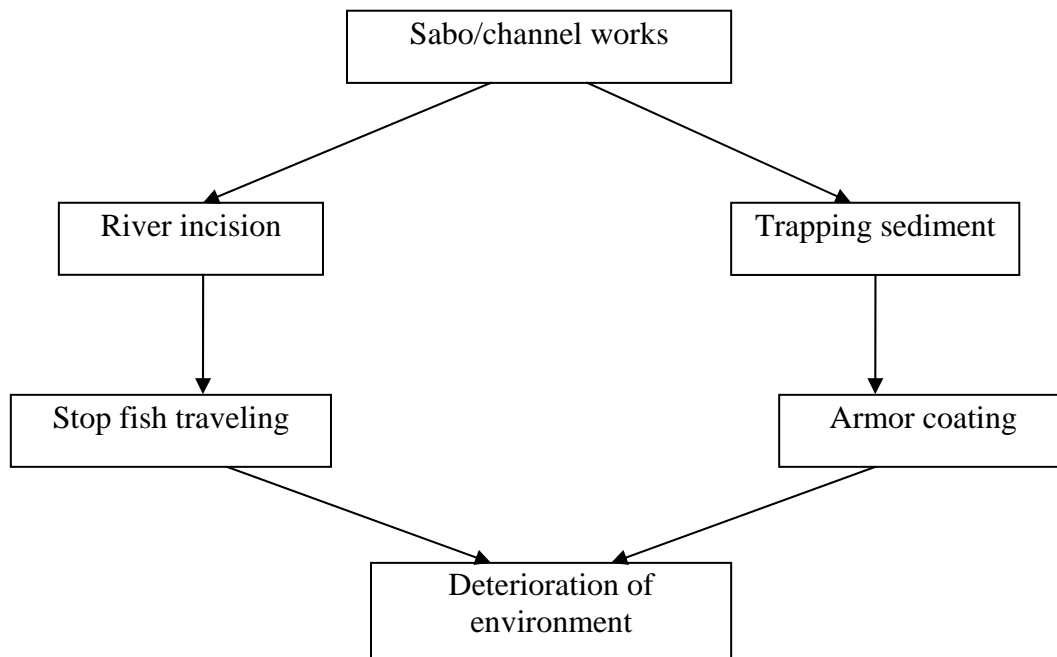 Sabo/channel works
River incision
Trapping sediment
Stop fish traveling
Armor coating
Deterioration of
environment